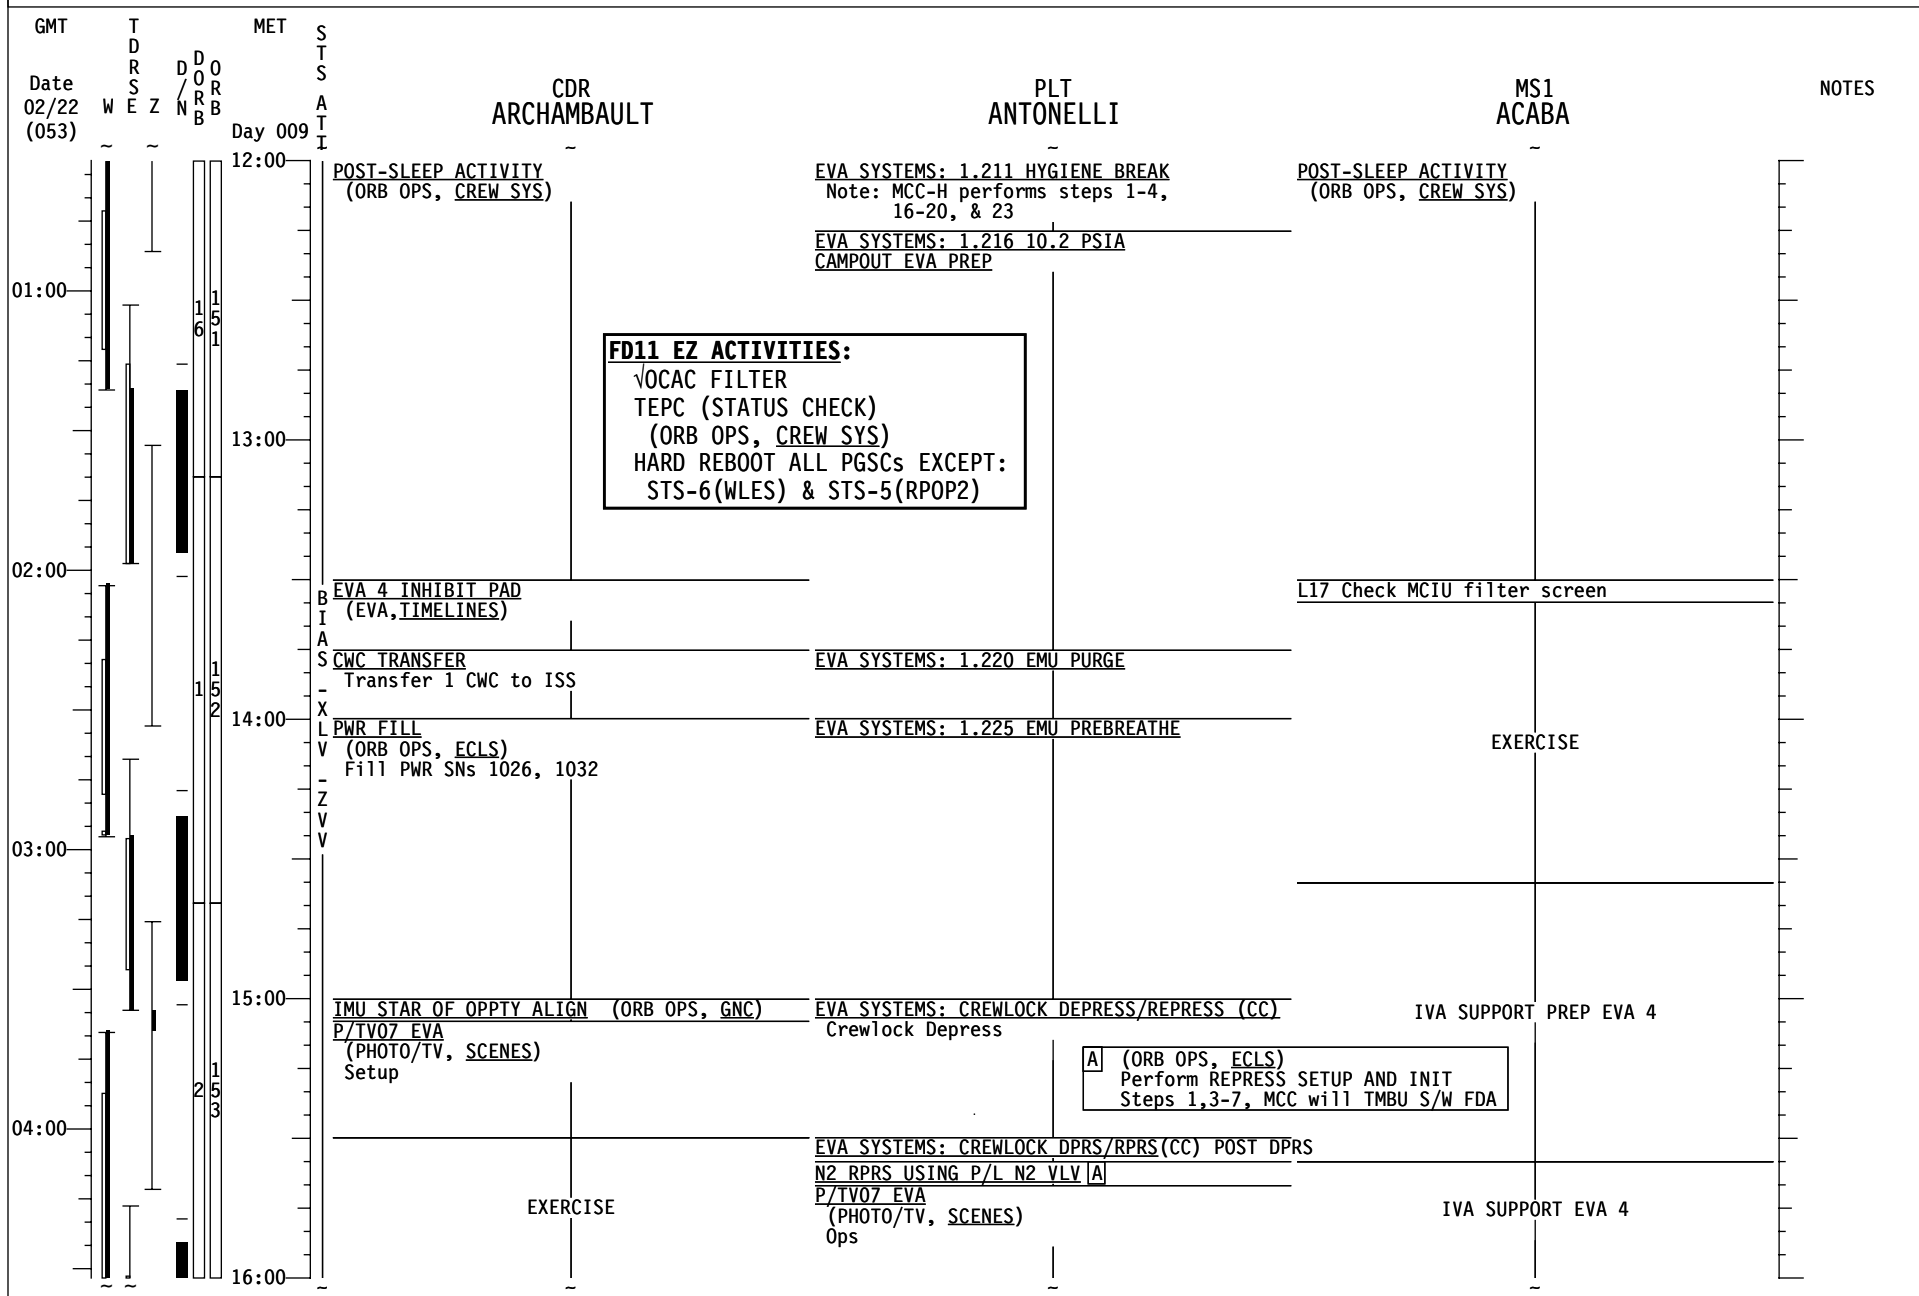 GMT
Date
02/22
(053)
TDRS
W E Z
D/N
DORB
ORB
MET
Day 009
STS ATT
CDR
ARCHAMBAULT
PLT
ANTONELLI
MS1
ACABA
NOTES
12:00
POST-SLEEP ACTIVITY
(ORB OPS, CREW SYS)
EVA SYSTEMS: 1.211 HYGIENE BREAK
Note: MCC-H performs steps 1-4,
16-20, & 23
EVA SYSTEMS: 1.216 10.2 PSIA
CAMPOUT EVA PREP
POST-SLEEP ACTIVITY
(ORB OPS, CREW SYS)
01:00
16
151
FD11 EZ ACTIVITIES:
√OCAC FILTER
TEPC (STATUS CHECK)
(ORB OPS, CREW SYS)
HARD REBOOT ALL PGSCs EXCEPT:
STS-6(WLES) & STS-5(RPOP2)
13:00
02:00
BIAS -XLV -ZVV
EVA 4 INHIBIT PAD
(EVA,TIMELINES)
L17 Check MCIU filter screen
CWC TRANSFER
Transfer 1 CWC to ISS
EVA SYSTEMS: 1.220 EMU PURGE
1
152
14:00
PWR FILL
(ORB OPS, ECLS)
Fill PWR SNs 1026, 1032
EVA SYSTEMS: 1.225 EMU PREBREATHE
EXERCISE
03:00
15:00
IMU STAR OF OPPTY ALIGN (ORB OPS, GNC)
P/TV07 EVA
(PHOTO/TV, SCENES)
Setup
EVA SYSTEMS: CREWLOCK DEPRESS/REPRESS (CC)
Crewlock Depress
IVA SUPPORT PREP EVA 4
A (ORB OPS, ECLS)
Perform REPRESS SETUP AND INIT
Steps 1,3-7, MCC will TMBU S/W FDA
2
153
04:00
EVA SYSTEMS: CREWLOCK DPRS/RPRS(CC) POST DPRS
N2 RPRS USING P/L N2 VLV A
P/TV07 EVA
(PHOTO/TV, SCENES)
Ops
EXERCISE
IVA SUPPORT EVA 4
16:00